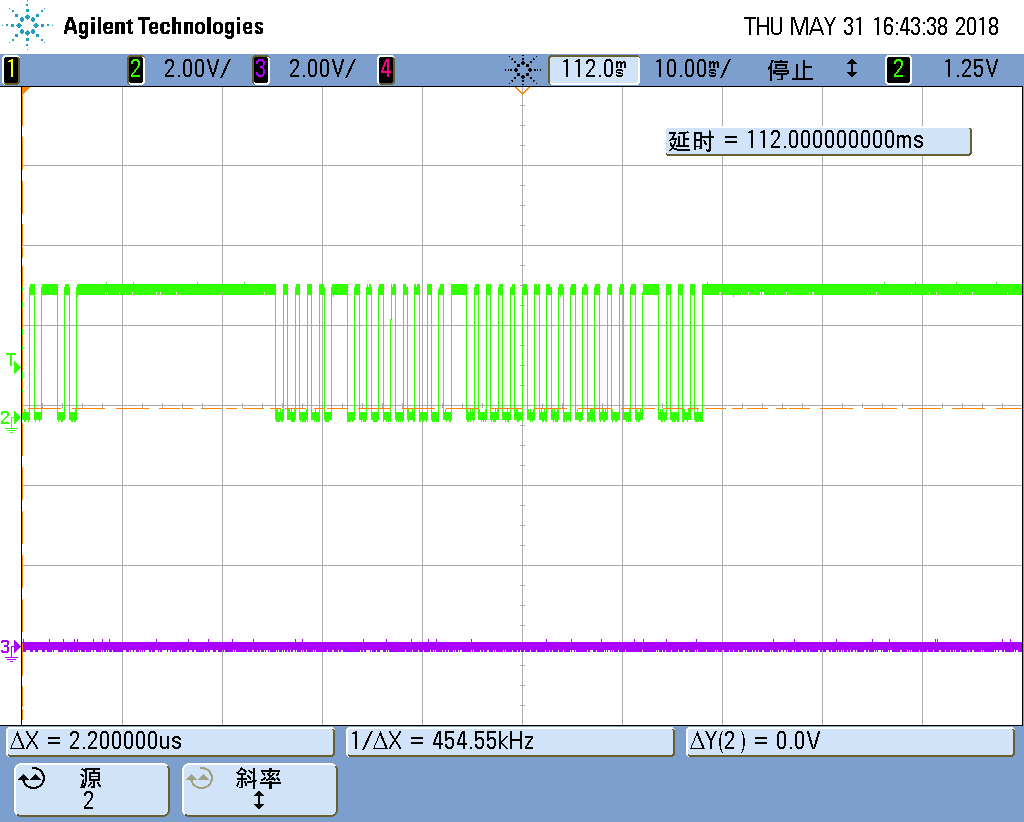 Agilent Technologies
THU MAY 31 16:43:38 2018
1 2 2.00V/ 3 2.00V/ 4 112.0ms 10.00ms/ 停止 ↕ 2 1.25V
延时 = 112.000000000ms
T
2
3
ΔX = 2.200000us
1/ΔX = 454.55kHz
ΔY(2 ) = 0.0V
源
2
斜率
↕